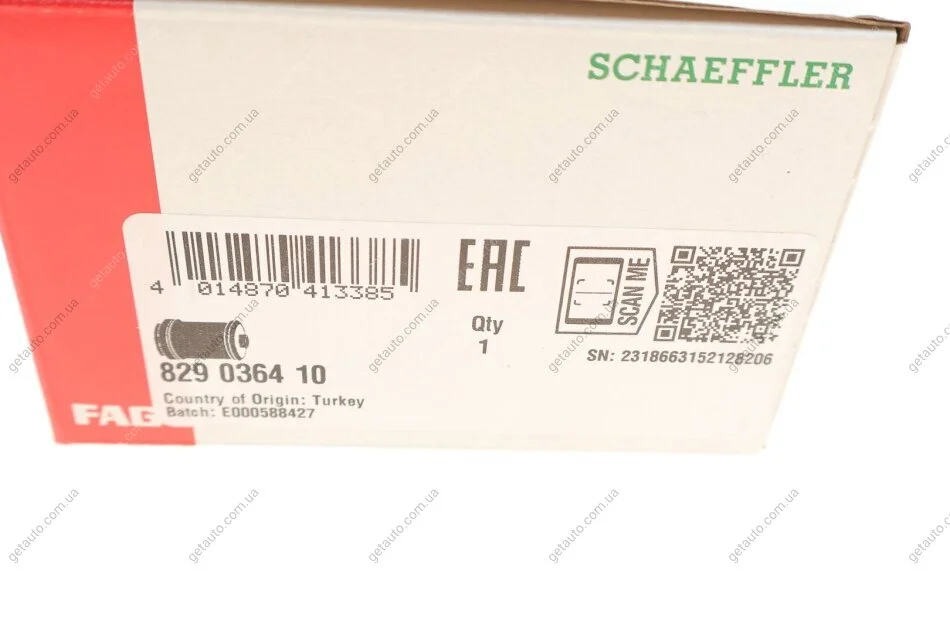 SCHAEFFLER
4 014870 413385
EAC
SCAN ME
Qty
1
SN: 2318663152128206
829 0364 10
Country of Origin: Turkey
Batch: E000588427
FAG
getauto.com.ua